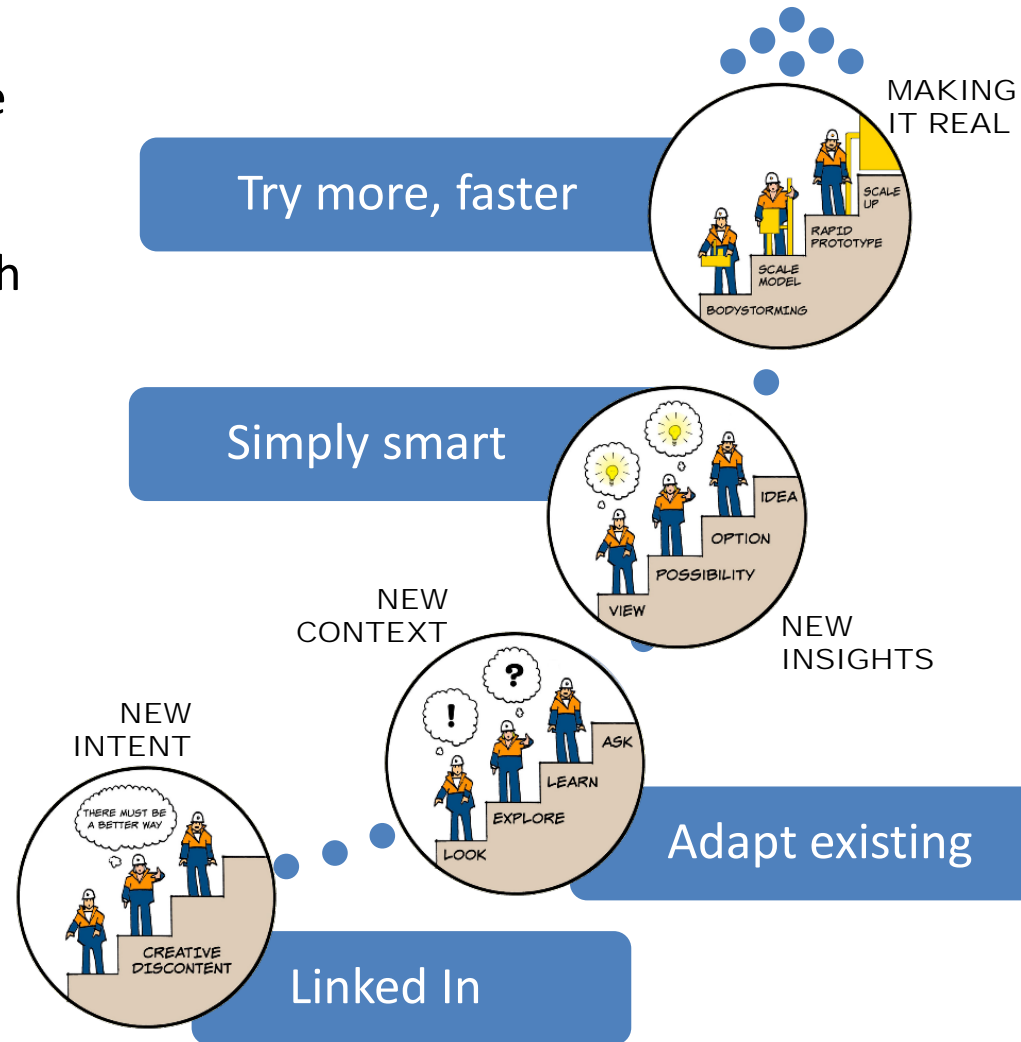 e
MAKING
IT REAL
Try more, faster
SCALE
UP
RAPID
PROTOTYPE
SCALE
MODEL
BODYSTORMING
h
Simply smart
IDEA
OPTION
POSSIBILITY
VIEW
NEW
INSIGHTS
NEW
CONTEXT
?
!
ASK
LEARN
EXPLORE
LOOK
Adapt existing
NEW
INTENT
THERE MUST BE
A BETTER WAY
CREATIVE
DISCONTENT
Linked In